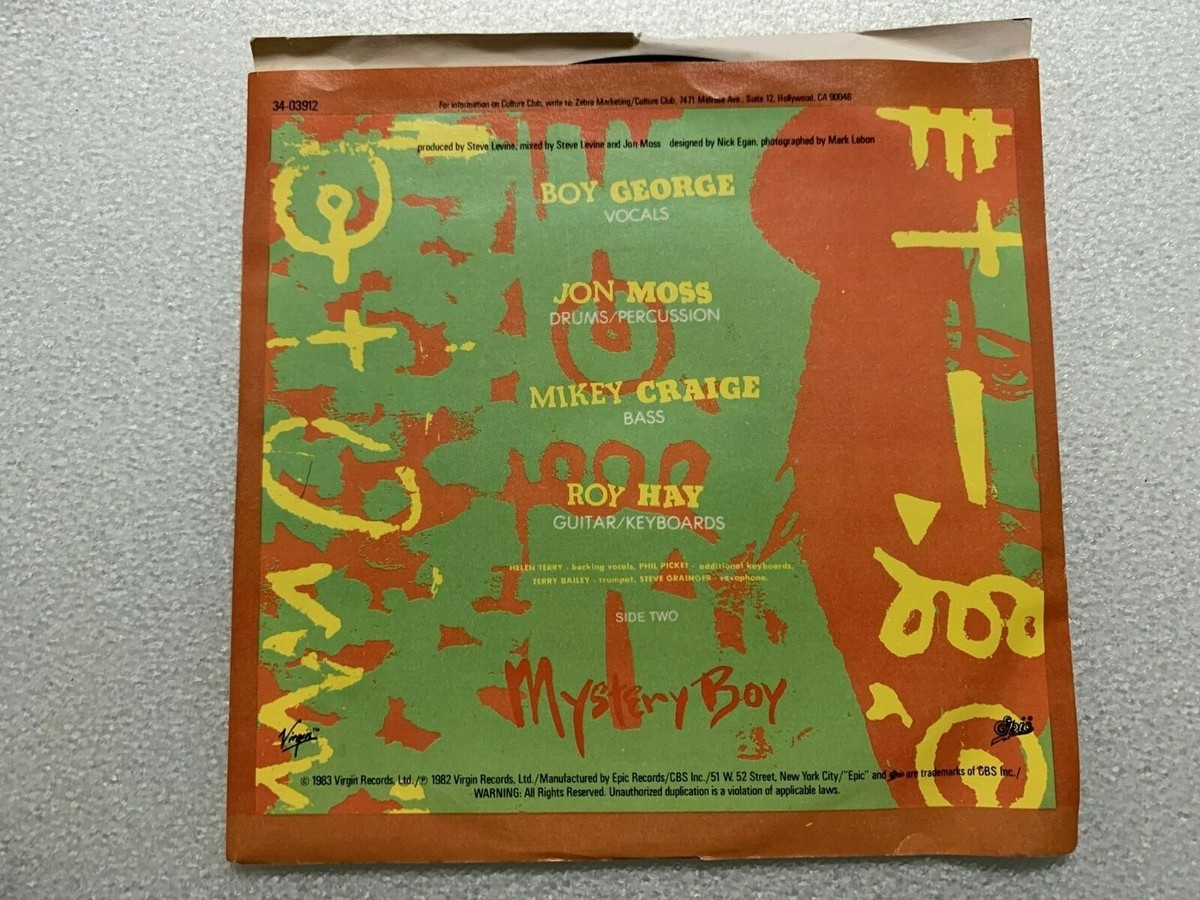 34-03912
For information on Culture Club, write to: Zebra Marketing/Culture Club, 7471 Melrose Ave., Suite 12, Hollywood, CA 90046
produced by Steve Levine, mixed by Steve Levine and Jon Moss designed by Nick Egan, photographed by Mark Lebon
BOY GEORGE
VOCALS
JON MOSS
DRUMS/PERCUSSION
MIKEY CRAIGE
BASS
ROY HAY
GUITAR/KEYBOARDS
HELEN TERRY - backing vocals, PHIL PICKET - additional keyboards,
TERRY BAILEY - trumpet, STEVE GRAINGER - saxophone.
SIDE TWO
Mystery Boy
Virgin™
Epic
© 1983 Virgin Records, Ltd./℗ 1982 Virgin Records, Ltd./Manufactured by Epic Records/CBS Inc./51 W. 52 Street, New York City/"Epic" and Epic are trademarks of CBS Inc./
WARNING: All Rights Reserved. Unauthorized duplication is a violation of applicable laws.